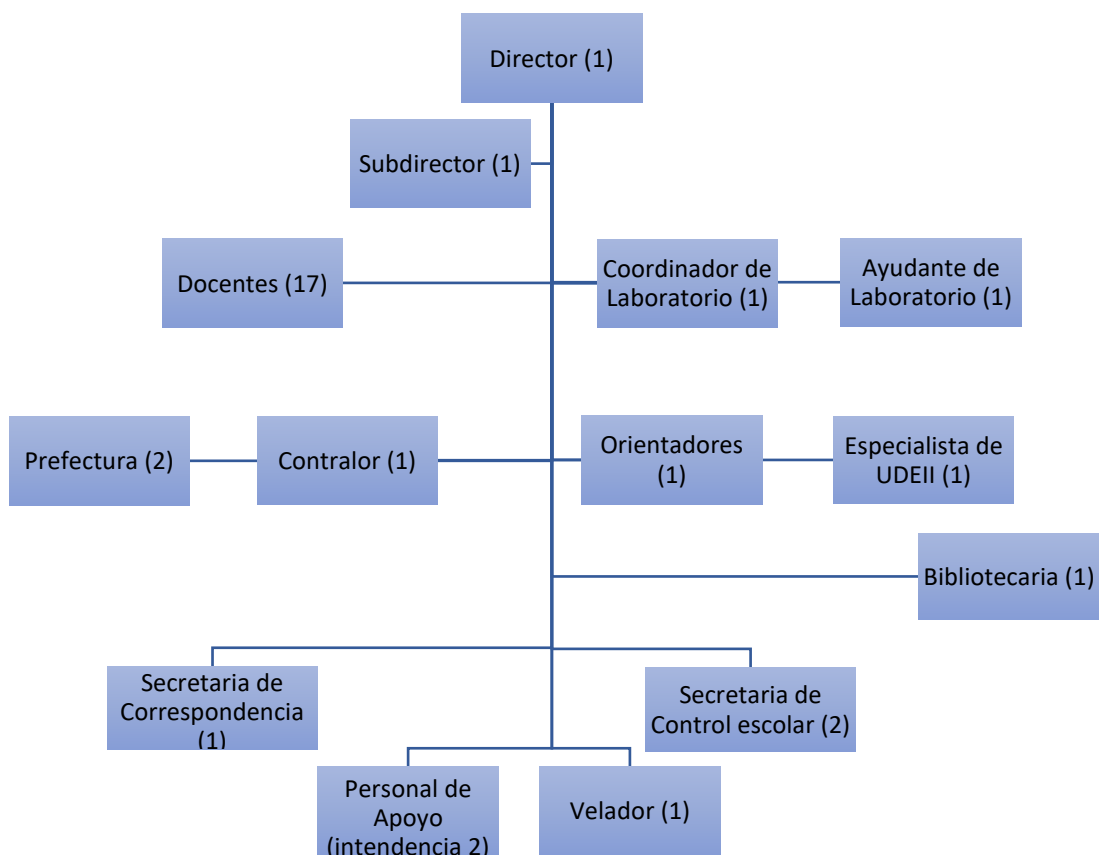 Director (1)
Subdirector (1)
Docentes (17)
Coordinador de
Laboratorio (1)
Ayudante de
Laboratorio (1)
Prefectura (2)
Contralor (1)
Orientadores
(1)
Especialista de
UDEII (1)
Bibliotecaria (1)
Secretaria de
Correspondencia
(1)
Secretaria de
Control escolar (2)
Personal de
Apoyo
(intendencia 2)
Velador (1)